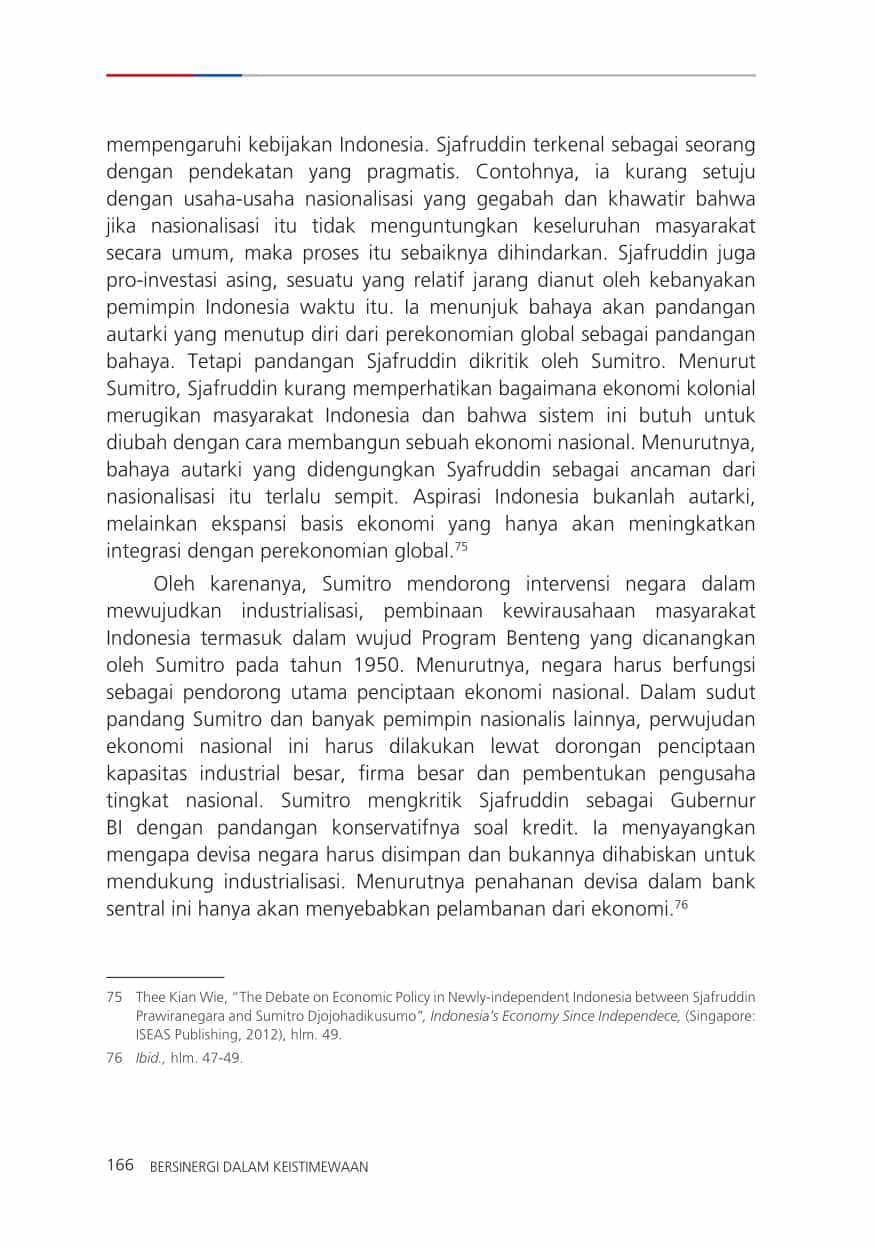 mempengaruhi kebijakan Indonesia. Sjafruddin terkenal sebagai seorang
dengan pendekatan yang pragmatis. Contohnya, ia kurang setuju
dengan usaha-usaha nasionalisasi yang gegabah dan khawatir bahwa
jika nasionalisasi itu tidak menguntungkan keseluruhan masyarakat
secara umum, maka proses itu sebaiknya dihindarkan. Sjafruddin juga
pro-investasi asing, sesuatu yang relatif jarang dianut oleh kebanyakan
pemimpin Indonesia waktu itu. Ia menunjuk bahaya akan pandangan
autarki yang menutup diri dari perekonomian global sebagai pandangan
bahaya. Tetapi pandangan Sjafruddin dikritik oleh Sumitro. Menurut
Sumitro, Sjafruddin kurang memperhatikan bagaimana ekonomi kolonial
merugikan masyarakat Indonesia dan bahwa sistem ini butuh untuk
diubah dengan cara membangun sebuah ekonomi nasional. Menurutnya,
bahaya autarki yang didengungkan Syafruddin sebagai ancaman dari
nasionalisasi itu terlalu sempit. Aspirasi Indonesia bukanlah autarki,
melainkan ekspansi basis ekonomi yang hanya akan meningkatkan
integrasi dengan perekonomian global.75
Oleh karenanya, Sumitro mendorong intervensi negara dalam
mewujudkan industrialisasi, pembinaan kewirausahaan masyarakat
Indonesia termasuk dalam wujud Program Benteng yang dicanangkan
oleh Sumitro pada tahun 1950. Menurutnya, negara harus berfungsi
sebagai pendorong utama penciptaan ekonomi nasional. Dalam sudut
pandang Sumitro dan banyak pemimpin nasionalis lainnya, perwujudan
ekonomi nasional ini harus dilakukan lewat dorongan penciptaan
kapasitas industrial besar, firma besar dan pembentukan pengusaha
tingkat nasional. Sumitro mengkritik Sjafruddin sebagai Gubernur
BI dengan pandangan konservatifnya soal kredit. Ia menyayangkan
mengapa devisa negara harus disimpan dan bukannya dihabiskan untuk
mendukung industrialisasi. Menurutnya penahanan devisa dalam bank
sentral ini hanya akan menyebabkan pelambanan dari ekonomi.76
75 Thee Kian Wie, “The Debate on Economic Policy in Newly-independent Indonesia between Sjafruddin
Prawiranegara and Sumitro Djojohadikusumo”, Indonesia’s Economy Since Independece, (Singapore:
ISEAS Publishing, 2012), hlm. 49.
76 Ibid., hlm. 47-49.
166 BERSINERGI DALAM KEISTIMEWAAN